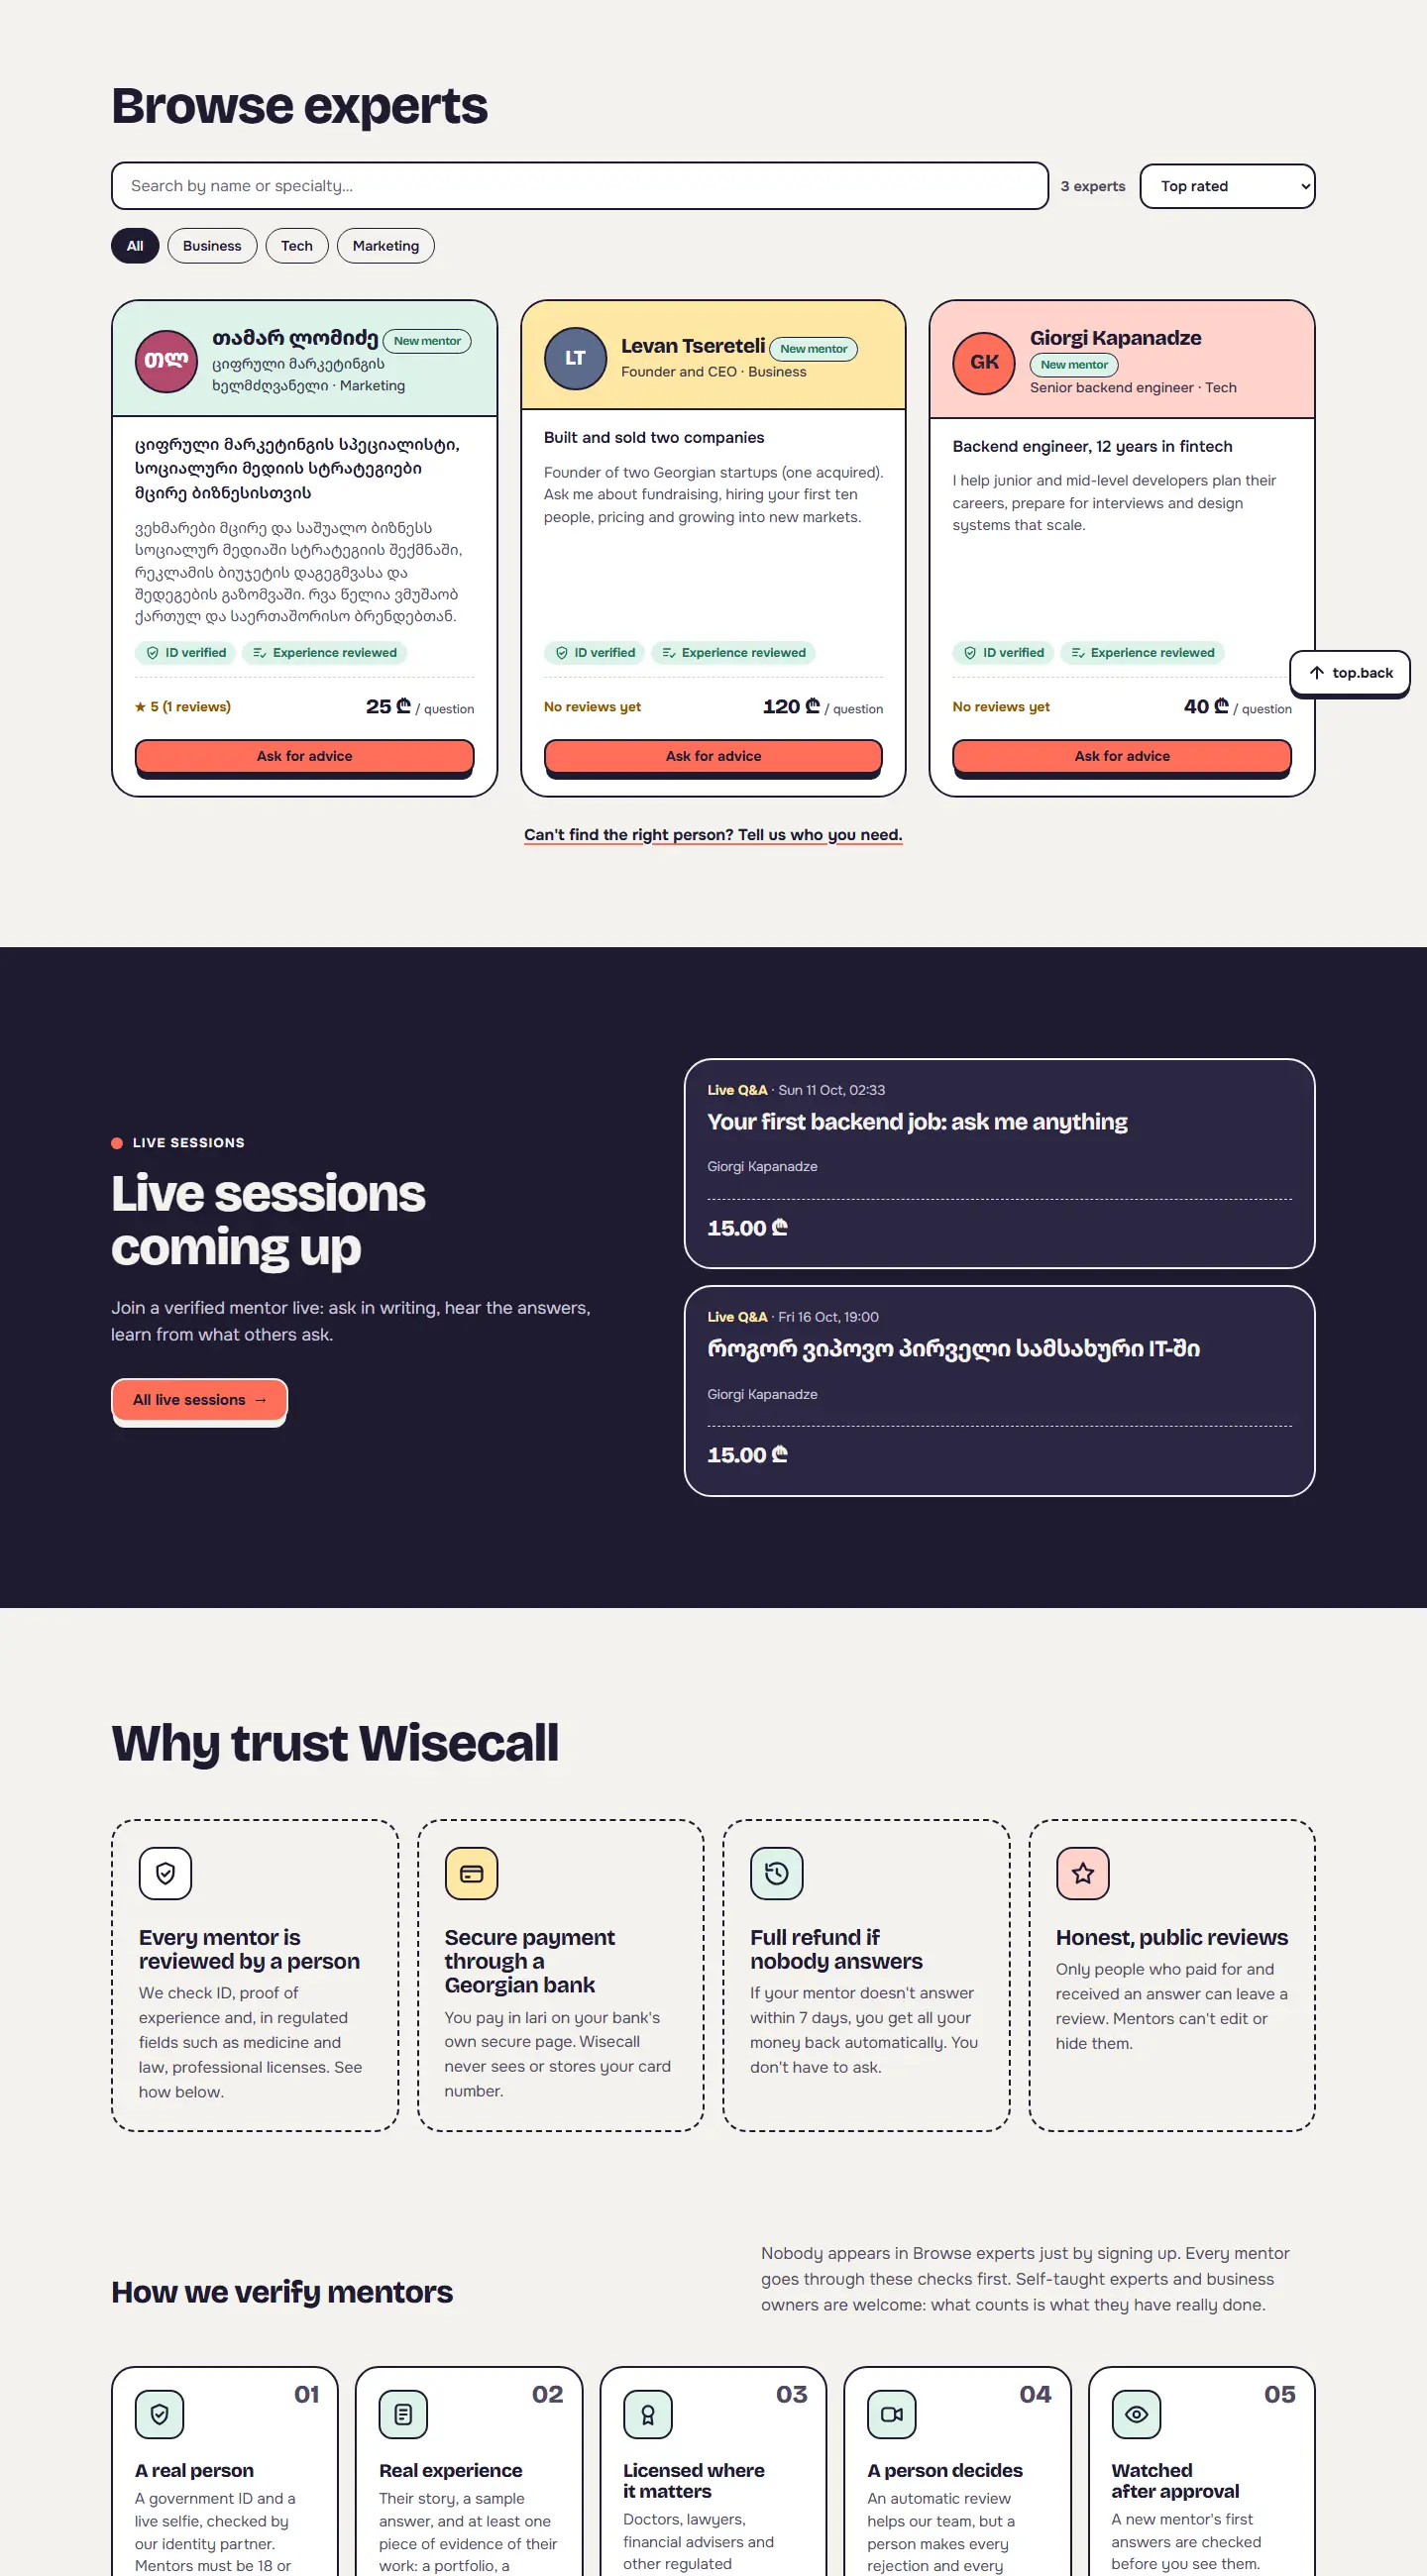 Browse experts
Search by name or specialty...
3 experts
Top rated
All
Business
Tech
Marketing
თლ
თამარ ლომიძე New mentor
ციფრული მარკეტინგის
ხელმძღვანელი · Marketing
ციფრული მარკეტინგის სპეციალისტი,
სოციალური მედიის სტრატეგიები
მცირე ბიზნესისთვის
ვეხმარები მცირე და საშუალო ბიზნესს
სოციალურ მედიაში სტრატეგიის შექმნაში,
რეკლამის ბიუჯეტის დაგეგმვასა და
შედეგების გაზომვაში. რვა წელია ვმუშაობ
ქართულ და საერთაშორისო ბრენდებთან.
ID verified
Experience reviewed
★ 5 (1 reviews)
25 ₾ / question
Ask for advice
LT
Levan Tsereteli New mentor
Founder and CEO · Business
Built and sold two companies
Founder of two Georgian startups (one acquired).
Ask me about fundraising, hiring your first ten
people, pricing and growing into new markets.
ID verified
Experience reviewed
No reviews yet
120 ₾ / question
Ask for advice
GK
Giorgi Kapanadze
New mentor
Senior backend engineer · Tech
Backend engineer, 12 years in fintech
I help junior and mid-level developers plan their
careers, prepare for interviews and design
systems that scale.
ID verified
Experience reviewed
No reviews yet
40 ₾ / question
Ask for advice
↑ top.back
Can't find the right person? Tell us who you need.
LIVE SESSIONS
Live sessions
coming up
Join a verified mentor live: ask in writing, hear the answers,
learn from what others ask.
All live sessions →
Live Q&A · Sun 11 Oct, 02:33
Your first backend job: ask me anything
Giorgi Kapanadze
15.00 ₾
Live Q&A · Fri 16 Oct, 19:00
როგორ ვიპოვო პირველი სამსახური IT-ში
Giorgi Kapanadze
15.00 ₾
Why trust Wisecall
Every mentor is
reviewed by a person
We check ID, proof of
experience and, in regulated
fields such as medicine and
law, professional licenses. See
how below.
Secure payment
through a
Georgian bank
You pay in lari on your bank's
own secure page. Wisecall
never sees or stores your card
number.
Full refund if
nobody answers
If your mentor doesn't answer
within 7 days, you get all your
money back automatically. You
don't have to ask.
Honest, public reviews
Only people who paid for and
received an answer can leave a
review. Mentors can't edit or
hide them.
How we verify mentors
Nobody appears in Browse experts just by signing up. Every mentor
goes through these checks first. Self-taught experts and business
owners are welcome: what counts is what they have really done.
01
A real person
A government ID and a
live selfie, checked by
our identity partner.
Mentors must be 18 or
02
Real experience
Their story, a sample
answer, and at least one
piece of evidence of their
work: a portfolio, a
03
Licensed where
it matters
Doctors, lawyers,
financial advisers and
other regulated
04
A person decides
An automatic review
helps our team, but a
person makes every
rejection and every
05
Watched
after approval
A new mentor's first
answers are checked
before you see them.